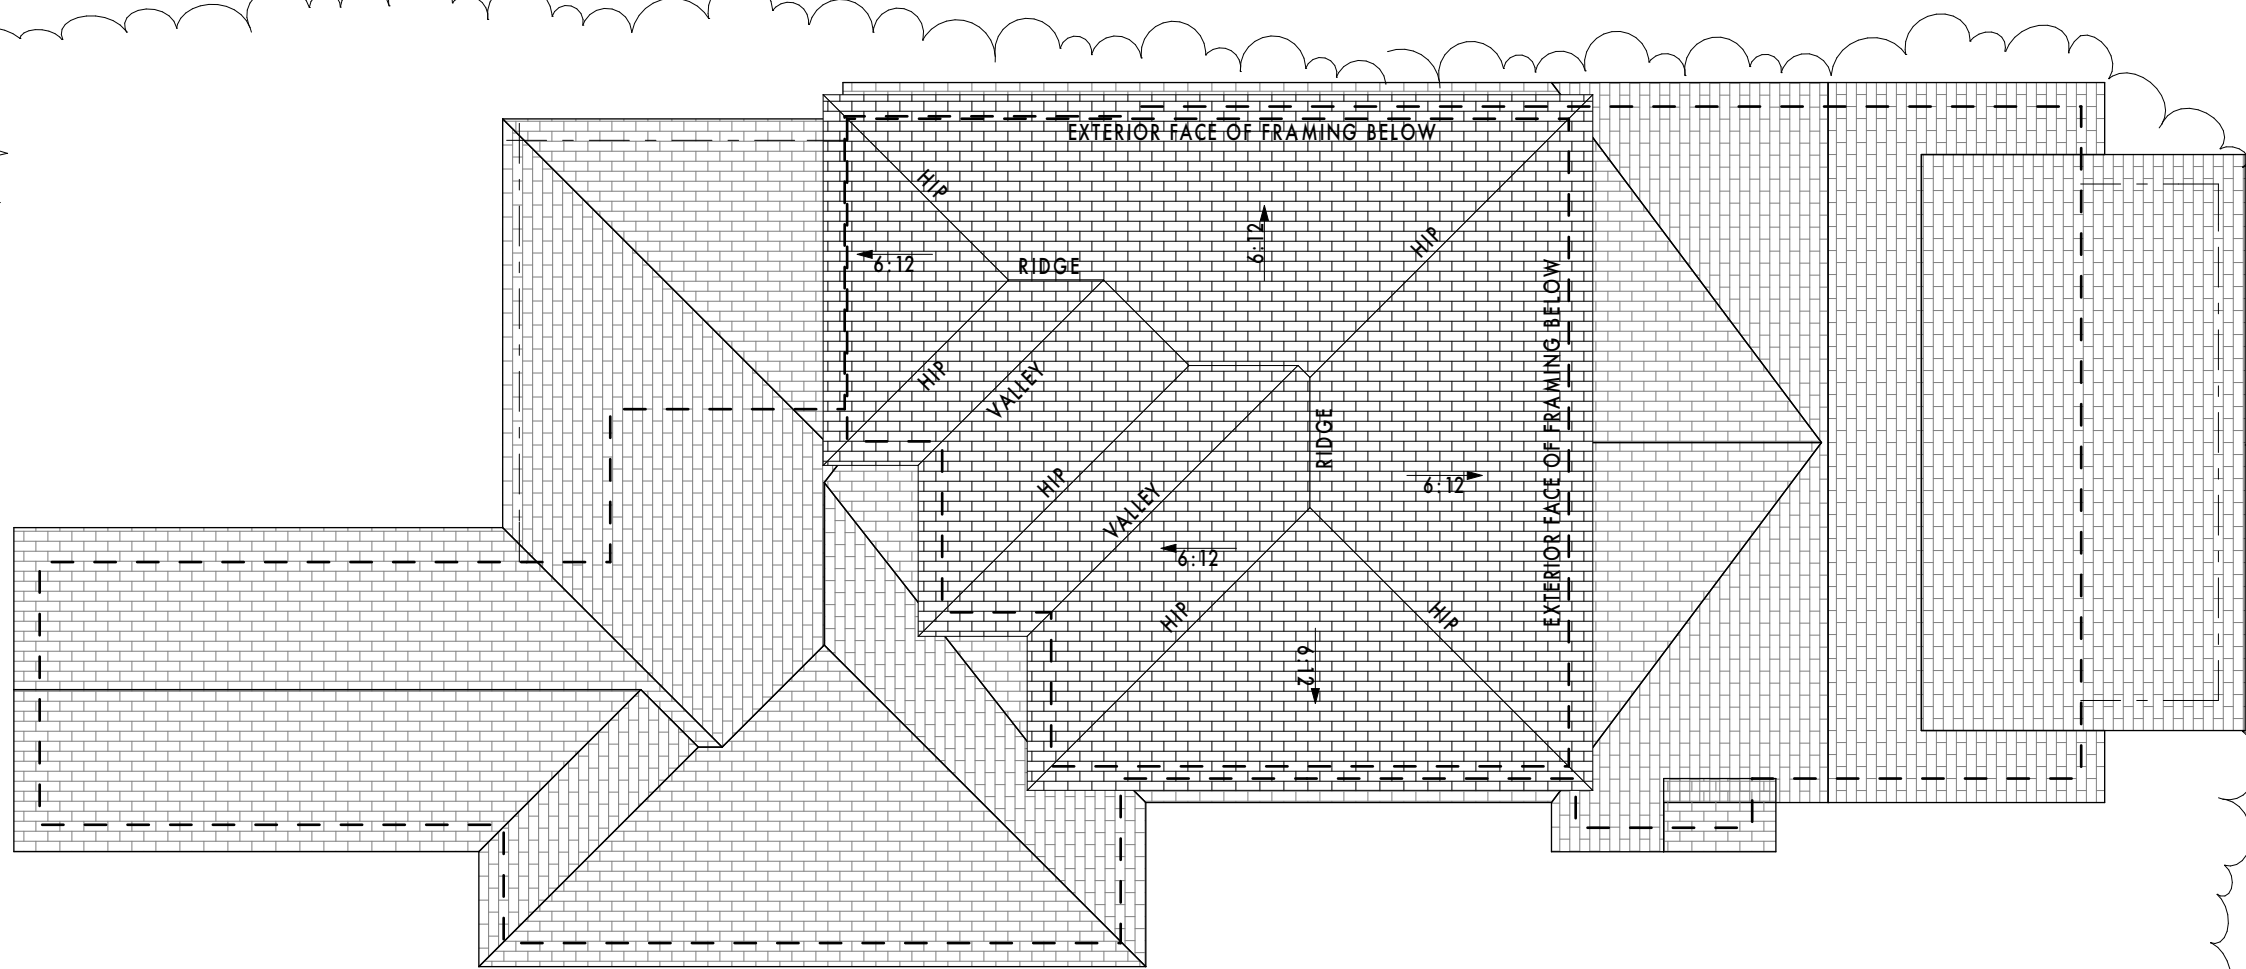 EXTERIOR FACE OF FRAMING BELOW
HIP
6:12
HIP
6:12
RIDGE
EXTERIOR FACE OF FRAMING BELOW
HIP
VALLEY
RIDGE
HIP
VALLEY
6:12
6:12
HIP
HIP
6:12